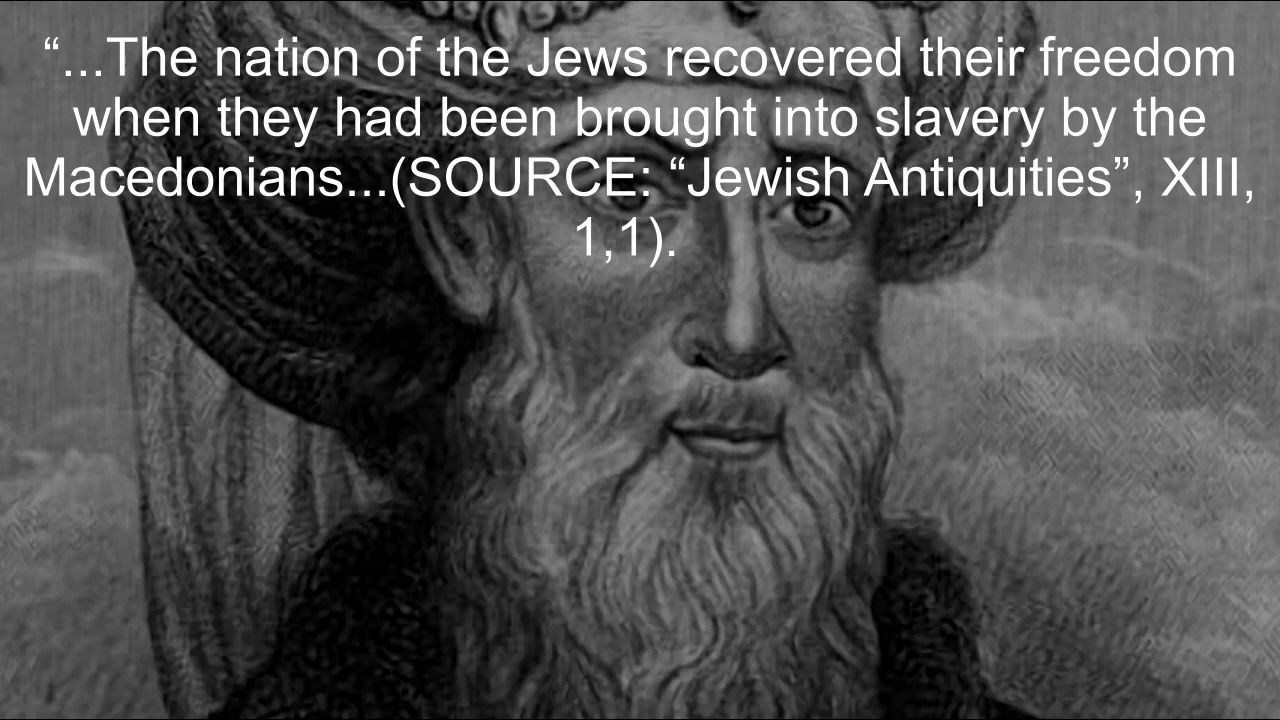 “...The nation of the Jews recovered their freedom
when they had been brought into slavery by the
Macedonians...(SOURCE: “Jewish Antiquities”, XIII,
1,1).